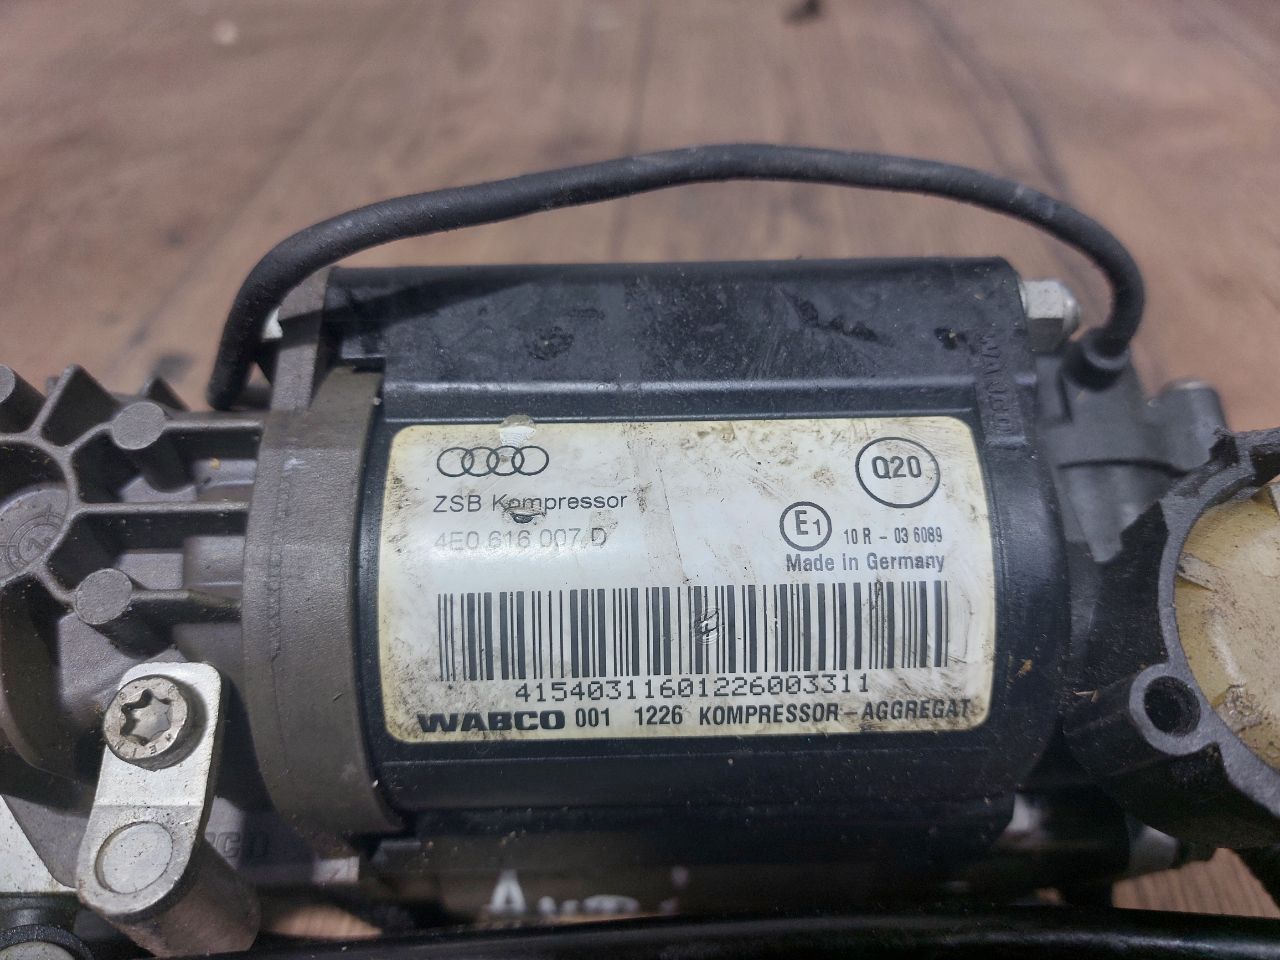 Q20
ZSB Kompressor
4E0 616 007 D
E1 10 R - 03 6089
Made in Germany
41540311601226003311
WABCO 001 1226 KOMPRESSOR-AGGREGAT